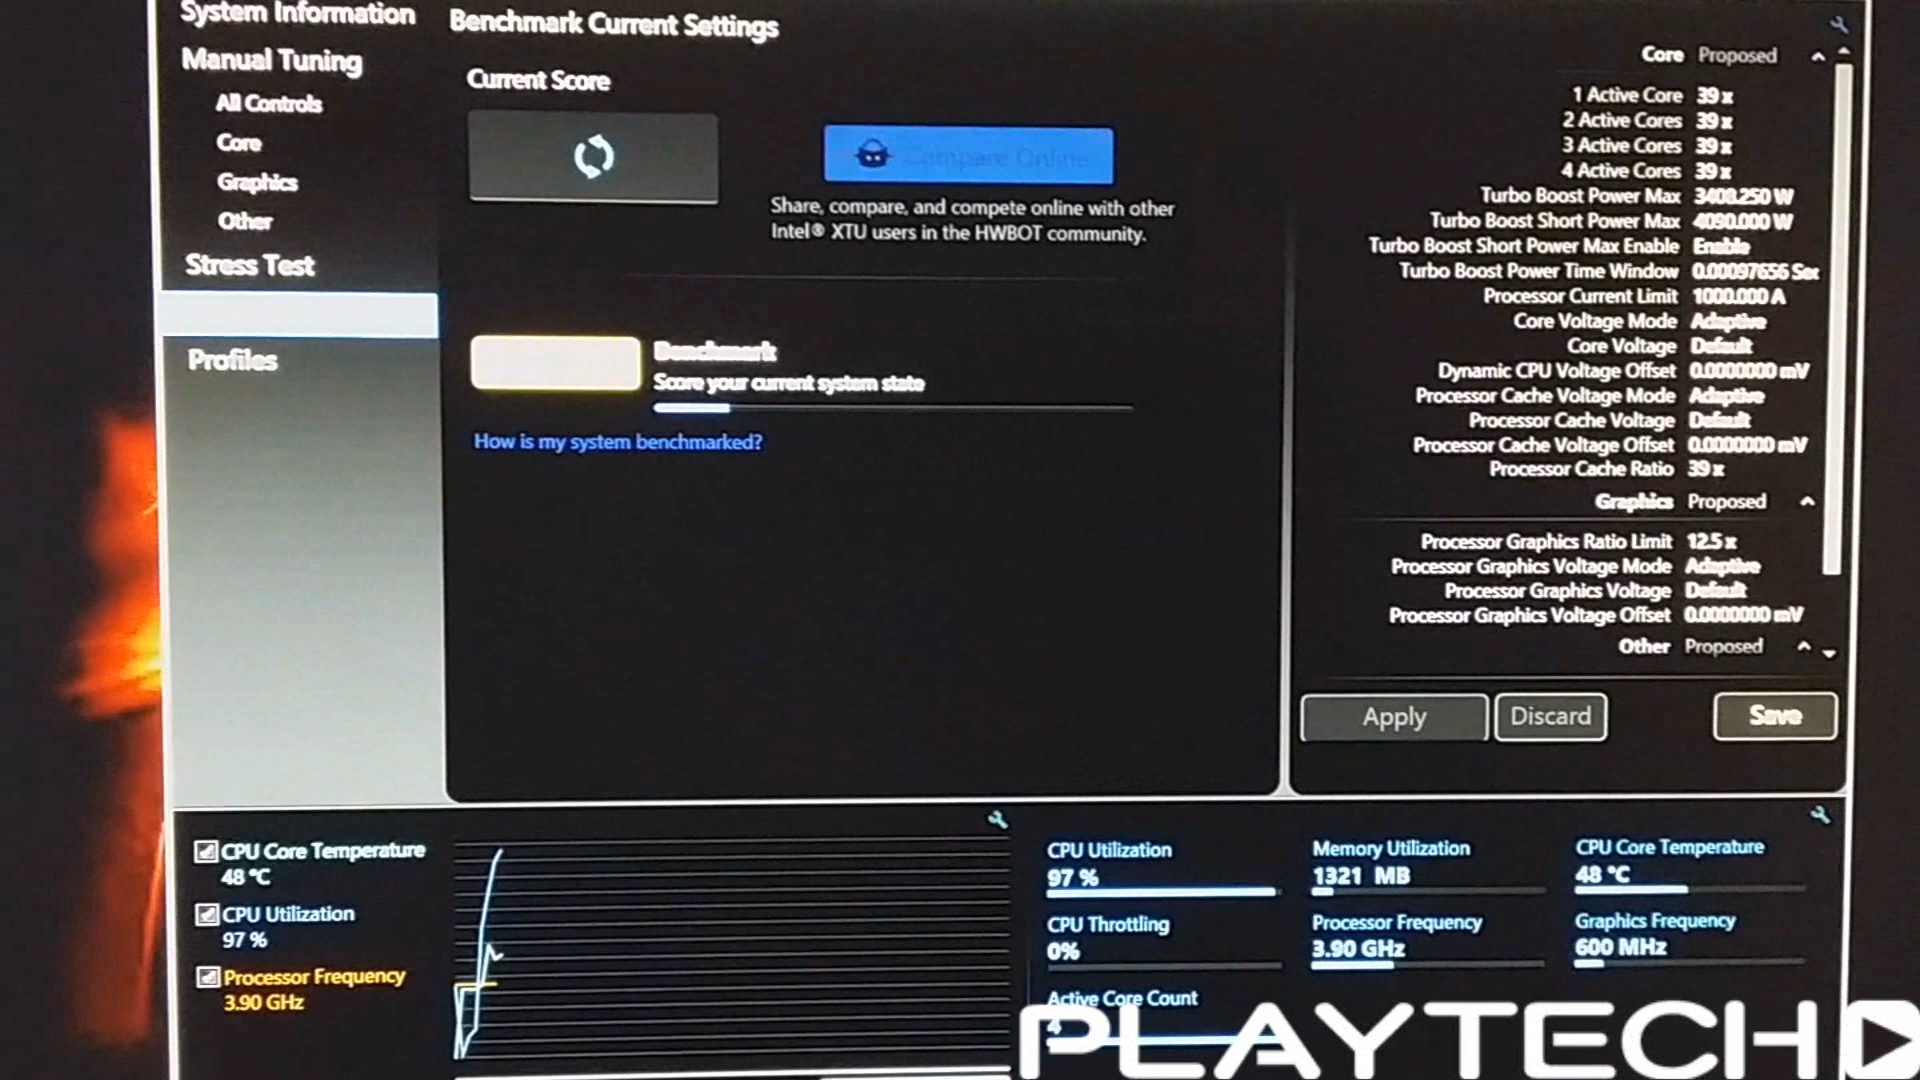 System Information
Manual Tuning
All Controls
Core
Graphics
Other
Stress Test
Profiles
Benchmark Current Settings
Current Score
Compare Online
Share, compare, and compete online with other
Intel® XTU users in the HWBOT community.
Benchmark
Score your current system state
How is my system benchmarked?
Core Proposed
1 Active Core 39 x
2 Active Cores 39 x
3 Active Cores 39 x
4 Active Cores 39 x
Turbo Boost Power Max 3408.250 W
Turbo Boost Short Power Max 4090.000 W
Turbo Boost Short Power Max Enable Enable
Turbo Boost Power Time Window 0.00097656 Sec
Processor Current Limit 1000.000 A
Core Voltage Mode Adaptive
Core Voltage Default
Dynamic CPU Voltage Offset 0.0000000 mV
Processor Cache Voltage Mode Adaptive
Processor Cache Voltage Default
Processor Cache Voltage Offset 0.0000000 mV
Processor Cache Ratio 39 x
Graphics Proposed
Processor Graphics Ratio Limit 12.5 x
Processor Graphics Voltage Mode Adaptive
Processor Graphics Voltage Default
Processor Graphics Voltage Offset 0.0000000 mV
Other Proposed
Apply
Discard
Save
CPU Core Temperature
48 °C
CPU Utilization
97 %
Processor Frequency
3.90 GHz
CPU Utilization
97 %
Memory Utilization
1321 MB
CPU Core Temperature
48 °C
CPU Throttling
0%
Processor Frequency
3.90 GHz
Graphics Frequency
600 MHz
Active Core Count
4
PLAYTECH